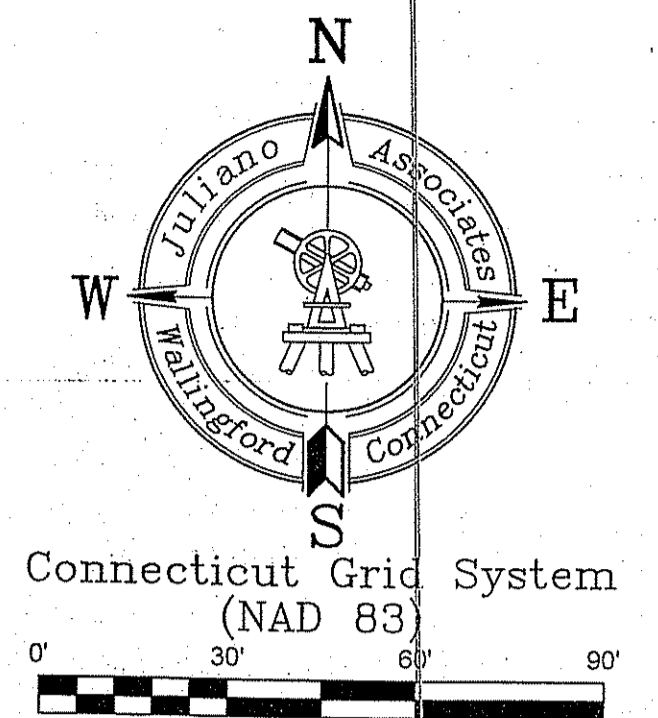 N
Juliano Associates
W E
Wallingford Connecticut
S
Connecticut Grid System
(NAD 83)
0' 30' 60' 90'